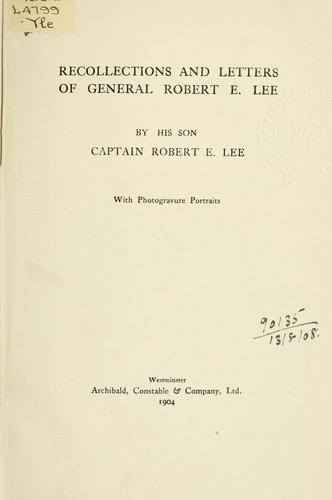 L4799
RECOLLECTIONS AND LETTERS
OF GENERAL ROBERT E. LEE
BY HIS SON
CAPTAIN ROBERT E. LEE
With Photogravure Portraits
90135
13/8/08.
Westminster
Archibald, Constable & Company, Ltd.
1904